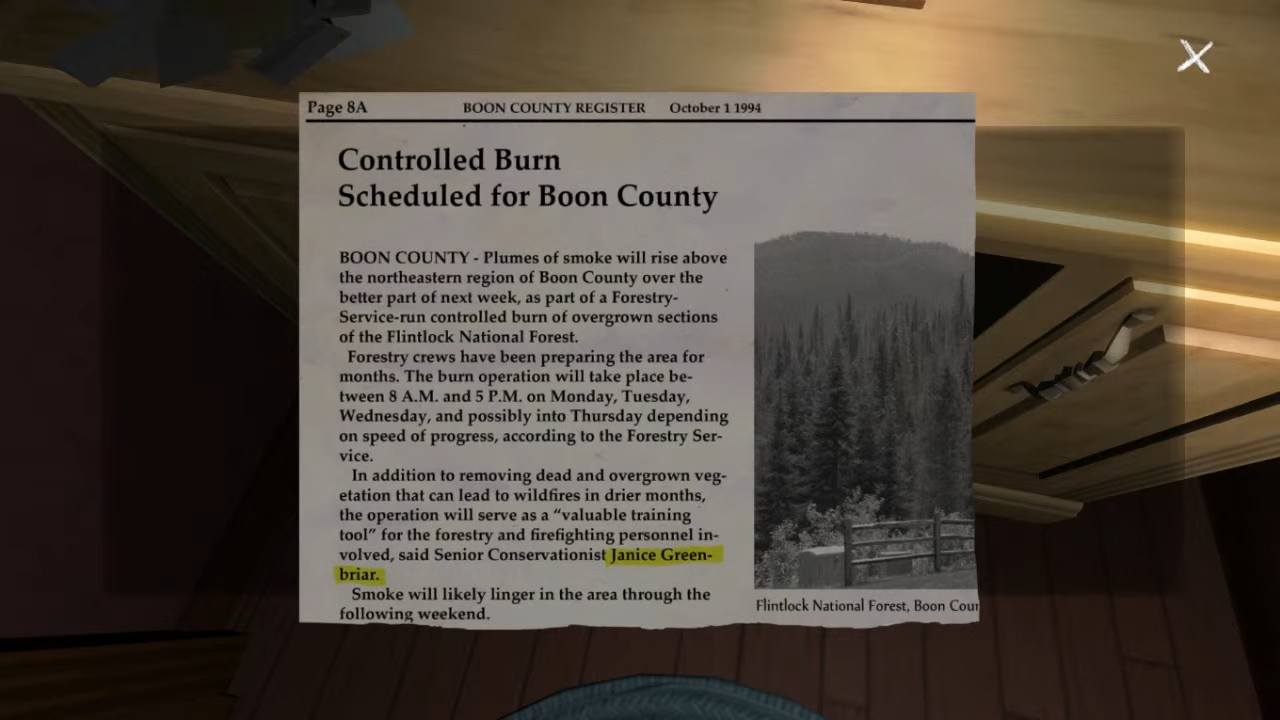 Page 8A BOON COUNTY REGISTER October 1 1994
Controlled Burn
Scheduled for Boon County
BOON COUNTY - Plumes of smoke will rise above
the northeastern region of Boon County over the
better part of next week, as part of a Forestry-
Service-run controlled burn of overgrown sections
of the Flintlock National Forest.
Forestry crews have been preparing the area for
months. The burn operation will take place be-
tween 8 A.M. and 5 P.M. on Monday, Tuesday,
Wednesday, and possibly into Thursday depending
on speed of progress, according to the Forestry Ser-
vice.
In addition to removing dead and overgrown veg-
etation that can lead to wildfires in drier months,
the operation will serve as a “valuable training
tool” for the forestry and firefighting personnel in-
volved, said Senior Conservationist Janice Green-
briar.
Smoke will likely linger in the area through the
following weekend.
Flintlock National Forest, Boon Coun